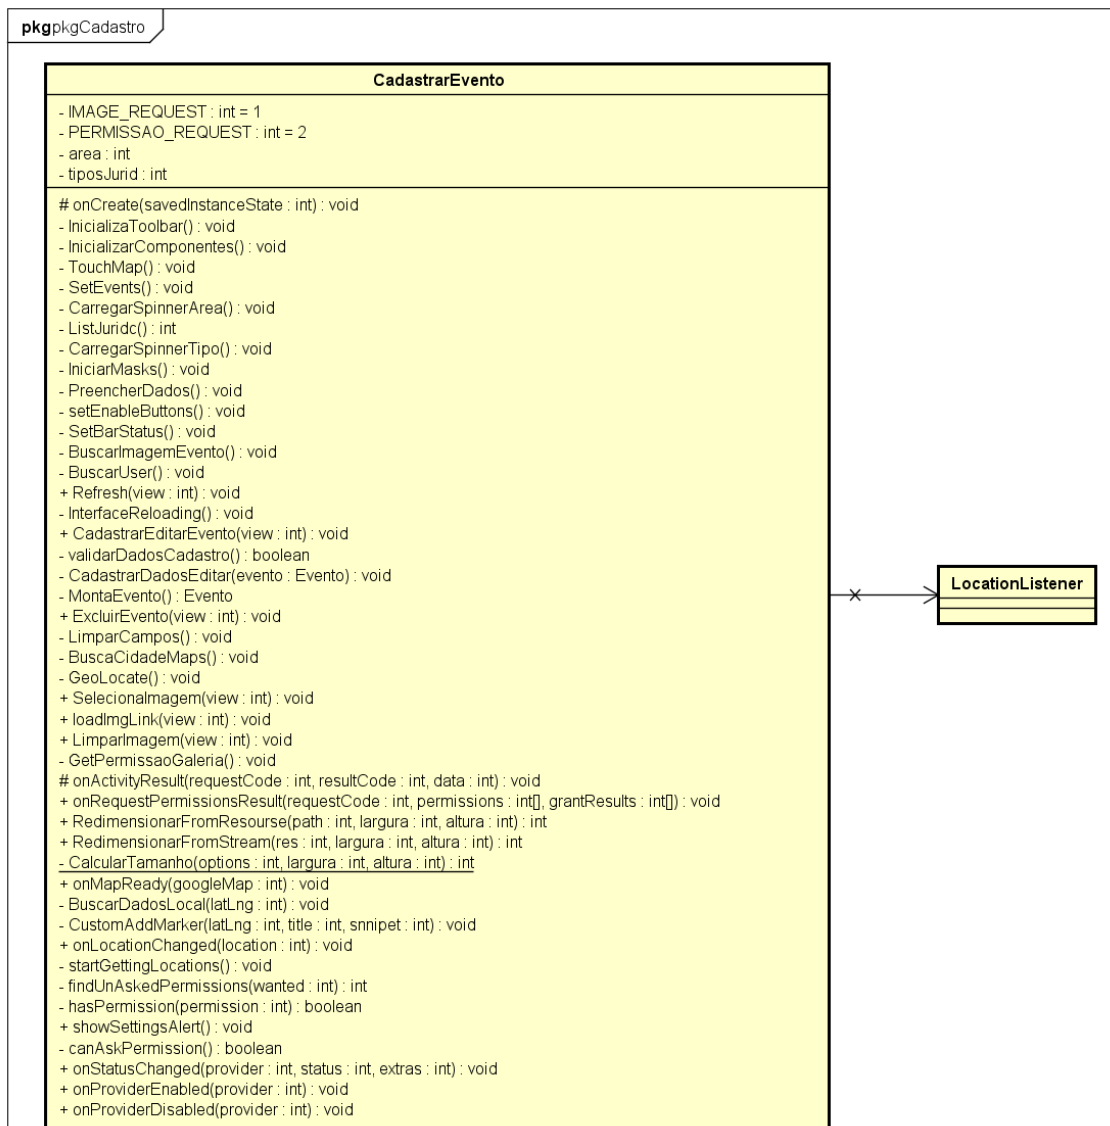 pkgpkgCadastro
CadastrarEvento
- IMAGE_REQUEST : int = 1
- PERMISSAO_REQUEST : int = 2
- area : int
- tiposJurid : int
# onCreate(savedInstanceState : int) : void
- InicializaToolbar() : void
- InicializarComponentes() : void
- TouchMap() : void
- SetEvents() : void
- CarregarSpinnerArea() : void
- ListJuridc() : int
- CarregarSpinnerTipo() : void
- IniciarMasks() : void
- PreencherDados() : void
- setEnableButtons() : void
- SetBarStatus() : void
- BuscarImagemEvento() : void
- BuscarUser() : void
+ Refresh(view : int) : void
- InterfaceReloading() : void
+ CadastrarEditarEvento(view : int) : void
- validarDadosCadastro() : boolean
- CadastrarDadosEditar(evento : Evento) : void
- MontaEvento() : Evento
+ ExcluirEvento(view : int) : void
- LimparCampos() : void
- BuscaCidadeMaps() : void
- GeoLocate() : void
+ SelecionaImagem(view : int) : void
+ loadImgLink(view : int) : void
+ LimparImagem(view : int) : void
- GetPermissaoGaleria() : void
# onActivityResult(requestCode : int, resultCode : int, data : int) : void
+ onRequestPermissionsResult(requestCode : int, permissions : int[], grantResults : int[]) : void
+ RedimensionarFromResourse(path : int, largura : int, altura : int) : int
+ RedimensionarFromStream(res : int, largura : int, altura : int) : int
- CalcularTamanho(options : int, largura : int, altura : int) : int
+ onMapReady(googleMap : int) : void
- BuscarDadosLocal(latLng : int) : void
- CustomAddMarker(latLng : int, title : int, snnipet : int) : void
+ onLocationChanged(location : int) : void
- startGettingLocations() : void
- findUnAskedPermissions(wanted : int) : int
- hasPermission(permission : int) : boolean
+ showSettingsAlert() : void
- canAskPermission() : boolean
+ onStatusChanged(provider : int, status : int, extras : int) : void
+ onProviderEnabled(provider : int) : void
+ onProviderDisabled(provider : int) : void
LocationListener